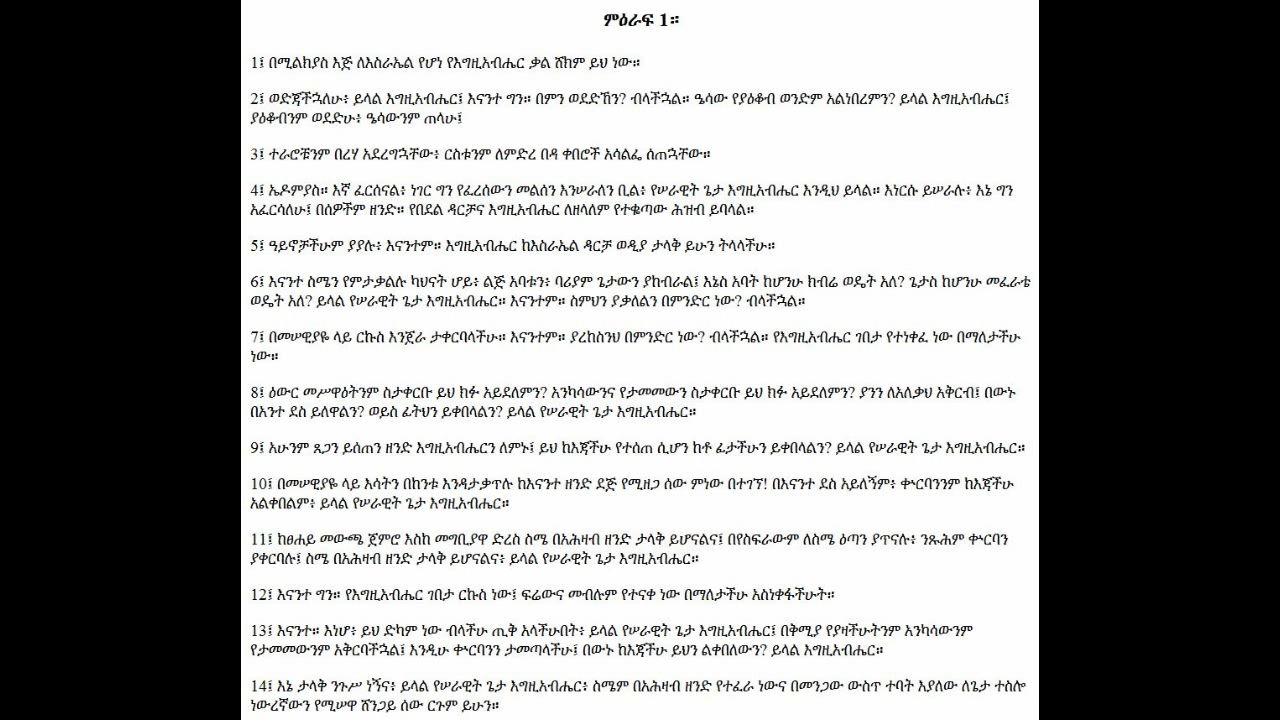 ምዕራፍ 1።
1፤ በሚልክያስ እጅ ለእስራኤል የሆነ የእግዚአብሔር ቃል ሸክም ይህ ነው።
2፤ ወድጃችኋለሁ፥ ይላል እግዚአብሔር፤ እናንተ ግን። በምን ወደድኸን? ብላችኋል። ዔሳው የያዕቆብ ወንድም አልነበረምን? ይላል እግዚአብሔር፤
ያዕቆብንም ወደድሁ፥ ዔሳውንም ጠላሁ፤
3፤ ተራሮቹንም በረሃ አደረግኋቸው፥ ርስቱንም ለምድረ በዳ ቀበሮች አሳልፌ ሰጠኋቸው።
4፤ ኤዶምያስ። እኛ ፈርሰናል፥ ነገር ግን የፈረሰውን መልሰን እንሠራለን ቢል፥ የሠራዊት ጌታ እግዚአብሔር እንዲህ ይላል። እነርሱ ይሠራሉ፥ እኔ ግን
አፈርሳለሁ፤ በሰዎችም ዘንድ። የበደል ዳርቻና እግዚአብሔር ለዘላለም የተቈጣው ሕዝብ ይባላል።
5፤ ዓይኖቻችሁም ያያሉ፥ እናንተም። እግዚአብሔር ከእስራኤል ዳርቻ ወዲያ ታላቅ ይሁን ትላላችሁ።
6፤ እናንተ ስሜን የምታቃልሉ ካህናት ሆይ፥ ልጅ አባቱን፥ ባሪያም ጌታውን ያከብራል፤ እኔስ አባት ከሆንሁ ክብሬ ወዴት አለ? ጌታስ ከሆንሁ መፈራቴ
ወዴት አለ? ይላል የሠራዊት ጌታ እግዚአብሔር። እናንተም። ስምህን ያቃለልን በምንድር ነው? ብላችኋል።
7፤ በመሠዊያዬ ላይ ርኩስ እንጀራ ታቀርባላችሁ። እናንተም። ያረከስንህ በምንድር ነው? ብላችኋል። የእግዚአብሔር ገበታ የተነቀፈ ነው በማለታችሁ
ነው።
8፤ ዕውር መሥዋዕትንም ስታቀርቡ ይህ ክፉ አይደለምን? አንካሳውንና የታመመውን ስታቀርቡ ይህ ክፉ አይደለምን? ያንን ለአለቃህ አቅርብ፤ በውኑ
በአንተ ደስ ይለዋልን? ወይስ ፊትህን ይቀበላልን? ይላል የሠራዊት ጌታ እግዚአብሔር።
9፤ አሁንም ጸጋን ይሰጠን ዘንድ እግዚአብሔርን ለምኑ፤ ይህ ከእጃችሁ የተሰጠ ሲሆን ከቶ ፊታችሁን ይቀበላልን? ይላል የሠራዊት ጌታ እግዚአብሔር።
10፤ በመሠዊያዬ ላይ እሳትን በከንቱ እንዳታቃጥሉ ከእናንተ ዘንድ ደጅ የሚዘጋ ሰው ምነው በተገኘ! በእናንተ ደስ አይለኝም፥ ቍርባንንም ከእጃችሁ
አልቀበልም፥ ይላል የሠራዊት ጌታ እግዚአብሔር።
11፤ ከፀሐይ መውጫ ጀምሮ እስከ መግቢያዋ ድረስ ስሜ በአሕዛብ ዘንድ ታላቅ ይሆናልና፤ በየስፍራውም ለስሜ ዕጣን ያጥናሉ፥ ንጹሕም ቍርባን
ያቀርባሉ፤ ስሜ በአሕዛብ ዘንድ ታላቅ ይሆናልና፥ ይላል የሠራዊት ጌታ እግዚአብሔር።
12፤ እናንተ ግን። የእግዚአብሔር ገበታ ርኩስ ነው፤ ፍሬውና መብሉም የተናቀ ነው በማለታችሁ አስነቀፋችሁት።
13፤ እናንተ። እነሆ፥ ይህ ድካም ነው ብላችሁ ጢቅ አላችሁበት፥ ይላል የሠራዊት ጌታ እግዚአብሔር፤ በቅሚያ የያዛችሁትንም አንካሳውንም
የታመመውንም አቅርባችኋል፤ እንዲሁ ቍርባንን ታመጣላችሁ፤ በውኑ ከእጃችሁ ይህን ልቀበለውን? ይላል እግዚአብሔር።
14፤ እኔ ታላቅ ንጉሥ ነኝና፥ ይላል የሠራዊት ጌታ እግዚአብሔር፥ ስሜም በአሕዛብ ዘንድ የተፈራ ነውና በመንጋው ውስጥ ተባት እያለው ለጌታ ተስሎ
ነውረኛውን የሚሠዋ ሸንጋይ ሰው ርጉም ይሁን።